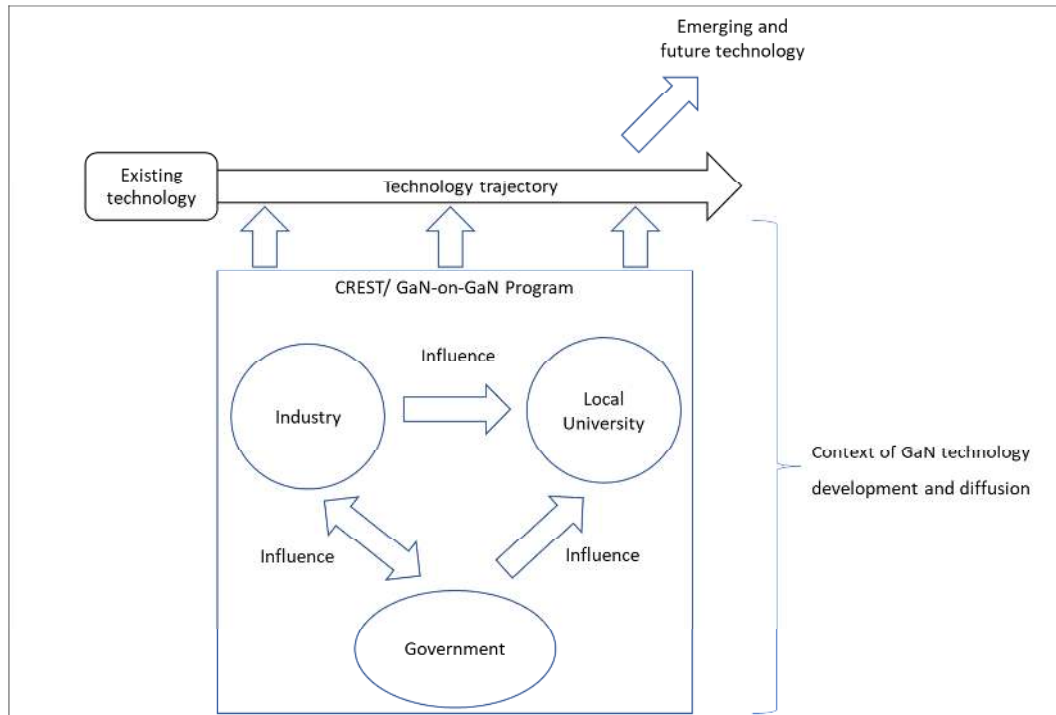 Emerging and
future technology
Existing
technology
Technology trajectory
CREST/ GaN-on-GaN Program
Influence
Industry
Local
University
Context of GaN technology
development and diffusion
Influence
Influence
Government